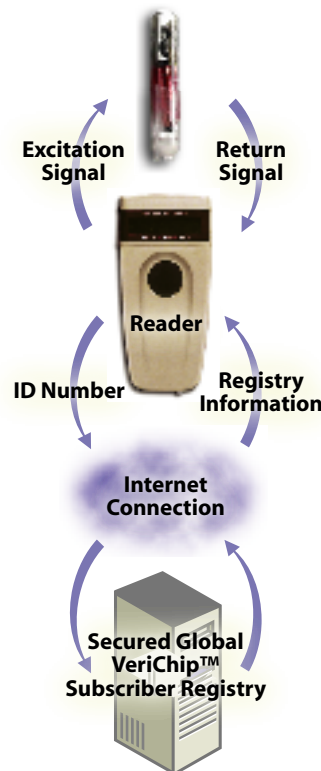 Excitation
Signal
Return
Signal
Reader
ID Number
Registry
Information
Internet
Connection
Secured Global
VeriChip™
Subscriber Registry